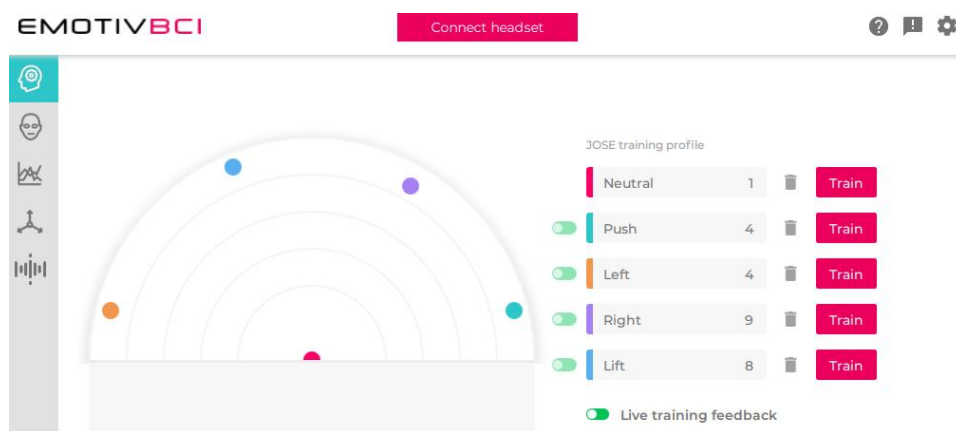 EMOTIVBCI
Connect headset
JOSE training profile
Neutral 1 Train
Push 4 Train
Left 4 Train
Right 9 Train
Lift 8 Train
Live training feedback